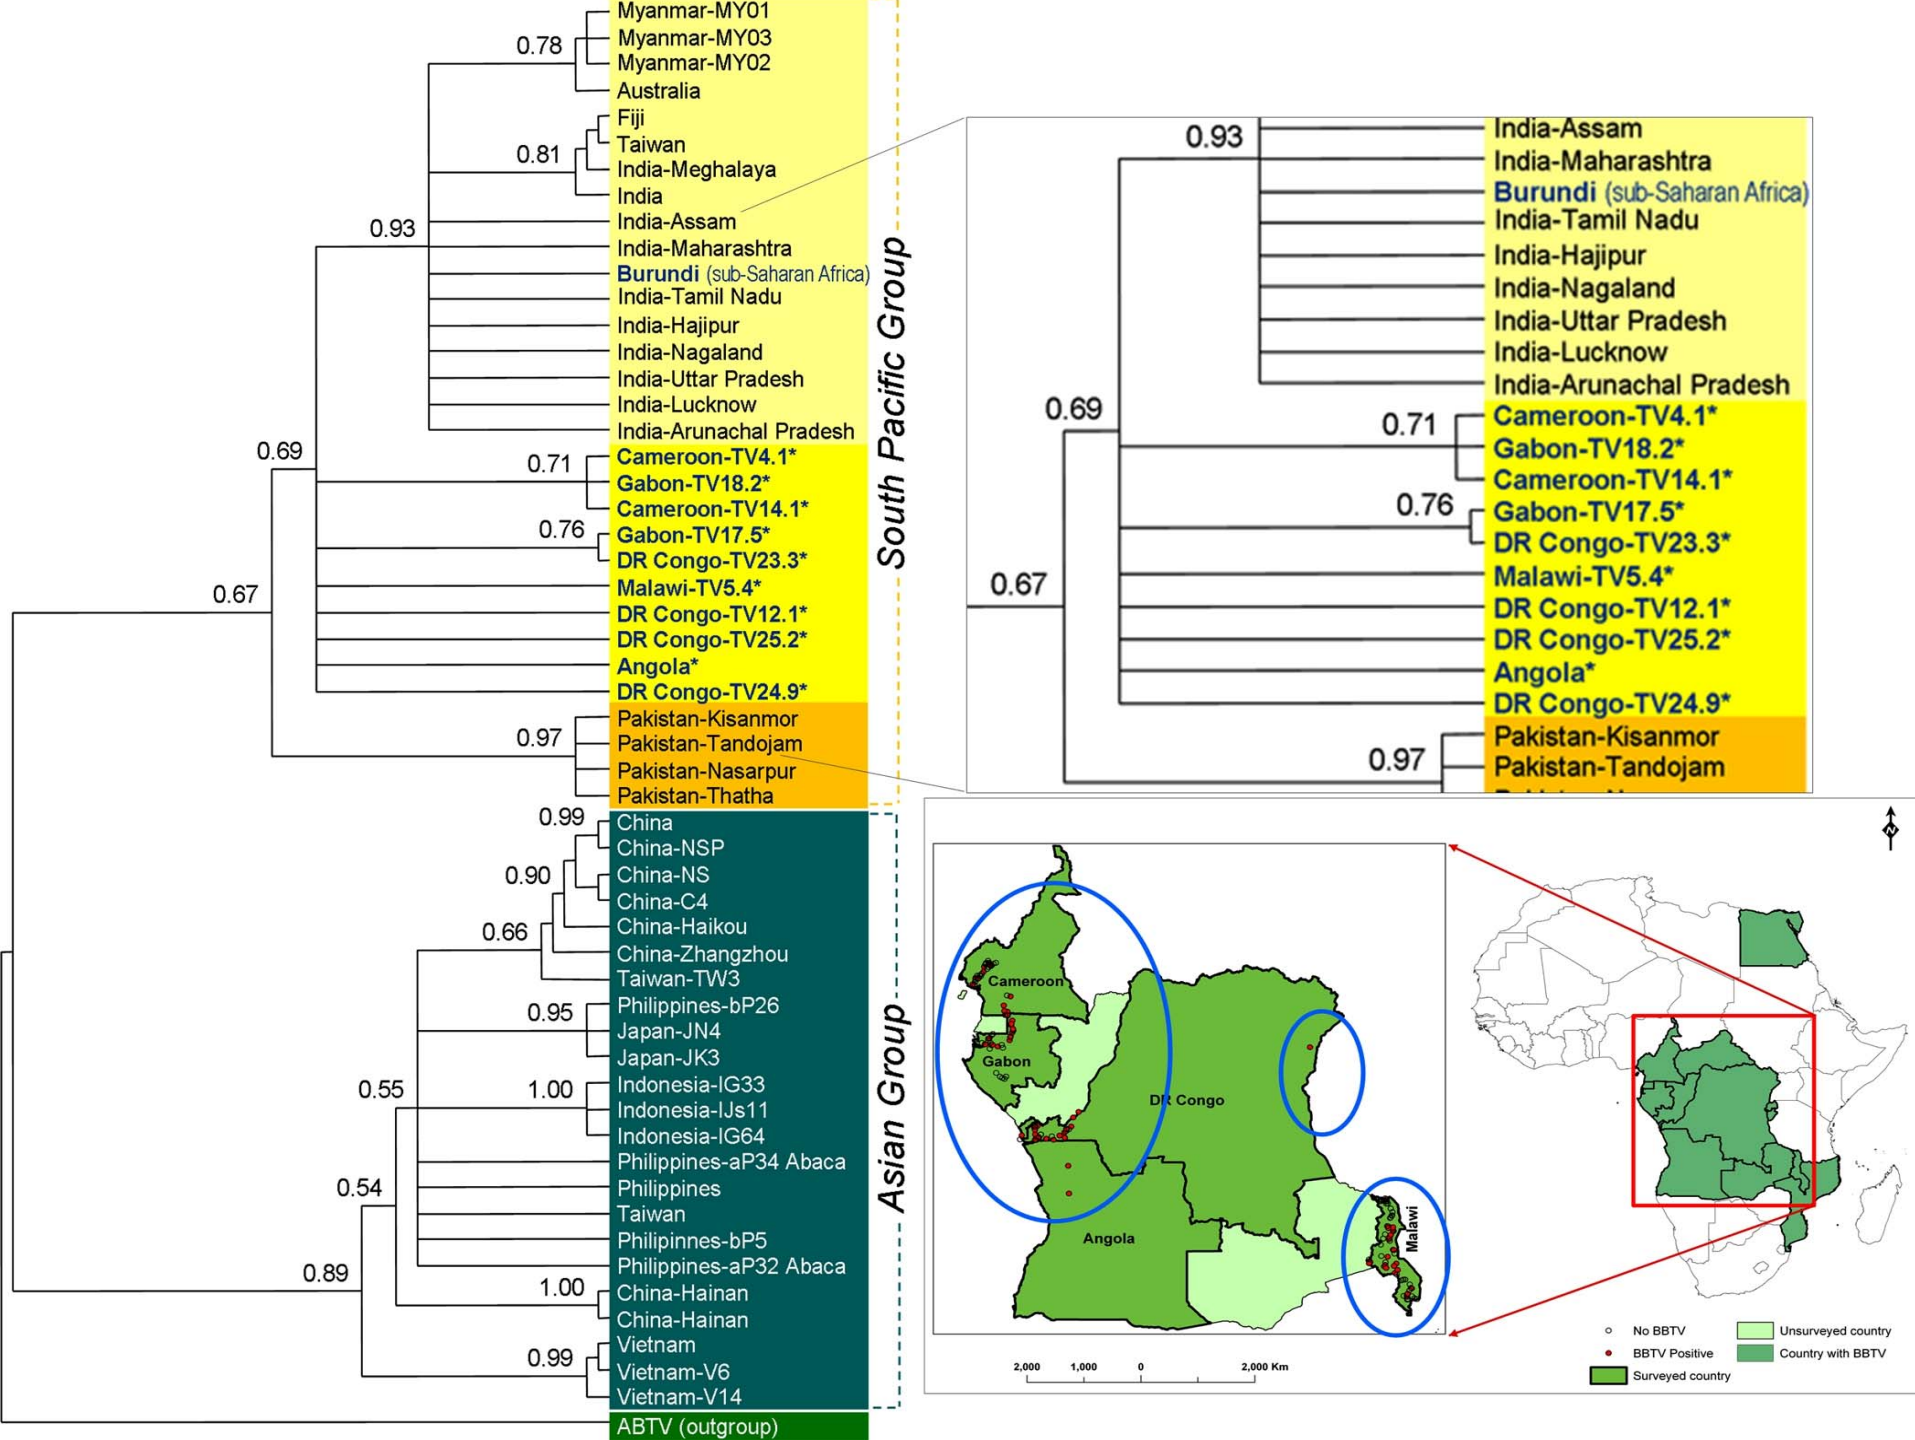 Myanmar-MY01
0.78
Myanmar-MY03
Myanmar-MY02
Australia
Fiji
0.81
Taiwan
India-Meghalaya
India
India-Assam
0.93
India-Maharashtra
Burundi (sub-Saharan Africa)
India-Tamil Nadu
India-Hajipur
India-Nagaland
India-Uttar Pradesh
India-Lucknow
India-Arunachal Pradesh
0.69
0.71
Cameroon-TV4.1*
Gabon-TV18.2*
Cameroon-TV14.1*
0.76
Gabon-TV17.5*
DR Congo-TV23.3*
0.67
Malawi-TV5.4*
DR Congo-TV12.1*
DR Congo-TV25.2*
Angola*
DR Congo-TV24.9*
0.97
Pakistan-Kisanmor
Pakistan-Tandojam
Pakistan-Nasarpur
Pakistan-Thatha
South Pacific Group
0.99
China
China-NSP
0.90
China-NS
China-C4
0.66
China-Haikou
China-Zhangzhou
Taiwan-TW3
0.95
Philippines-bP26
Japan-JN4
Japan-JK3
0.55
1.00
Indonesia-IG33
Indonesia-IJs11
Indonesia-IG64
Philippines-aP34 Abaca
0.54
Philippines
Taiwan
Philipinnes-bP5
Philippines-aP32 Abaca
0.89
1.00
China-Hainan
China-Hainan
0.99
Vietnam
Vietnam-V6
Vietnam-V14
Asian Group
ABTV (outgroup)
0.93
India-Assam
India-Maharashtra
Burundi (sub-Saharan Africa)
India-Tamil Nadu
India-Hajipur
India-Nagaland
India-Uttar Pradesh
India-Lucknow
India-Arunachal Pradesh
0.69
0.71
Cameroon-TV4.1*
Gabon-TV18.2*
Cameroon-TV14.1*
0.76
Gabon-TV17.5*
DR Congo-TV23.3*
0.67
Malawi-TV5.4*
DR Congo-TV12.1*
DR Congo-TV25.2*
Angola*
DR Congo-TV24.9*
0.97
Pakistan-Kisanmor
Pakistan-Tandojam
N
Cameroon
Gabon
DR Congo
Angola
Malawi
2,000 1,000 0 2,000 Km
No BBTV
BBTV Positive
Surveyed country
Unsurveyed country
Country with BBTV